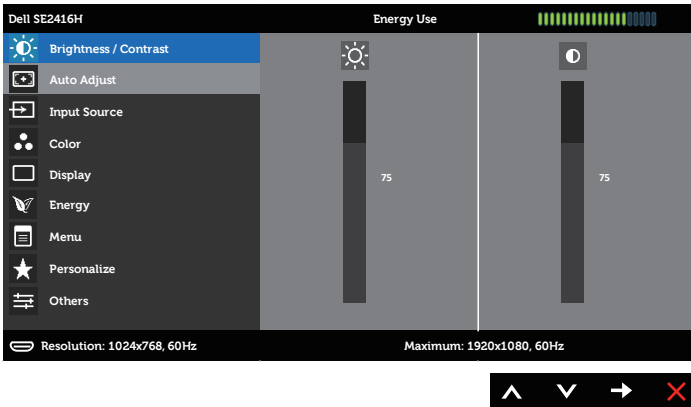 Dell SE2416H Energy Use
Brightness / Contrast
Auto Adjust
Input Source
Color
Display 75 75
Energy
Menu
Personalize
Others
Resolution: 1024x768, 60Hz Maximum: 1920x1080, 60Hz